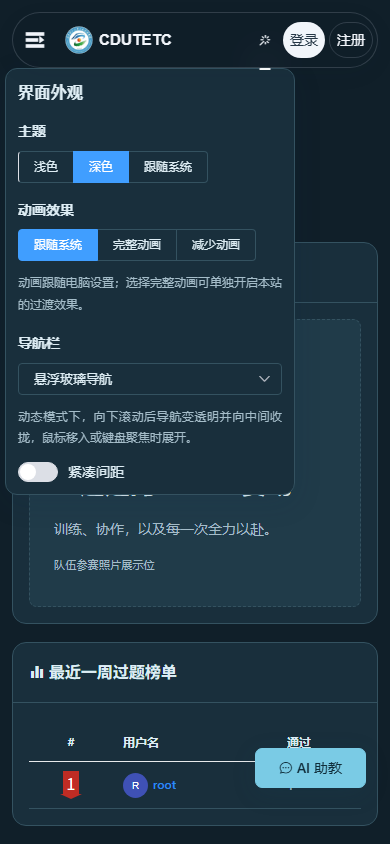 CDUTETC
登录
注册
界面外观
主题
浅色
深色
跟随系统
动画效果
跟随系统
完整动画
减少动画
动画跟随电脑设置；选择完整动画可单独开启本站
的过渡效果。
导航栏
悬浮玻璃导航
动态模式下，向下滚动后导航变透明并向中间收
拢，鼠标移入或键盘聚焦时展开。
紧凑间距
训练、协作，以及每一次全力以赴。
队伍参赛照片展示位
最近一周过题榜单
# 用户名 通过
1 R root
AI 助教